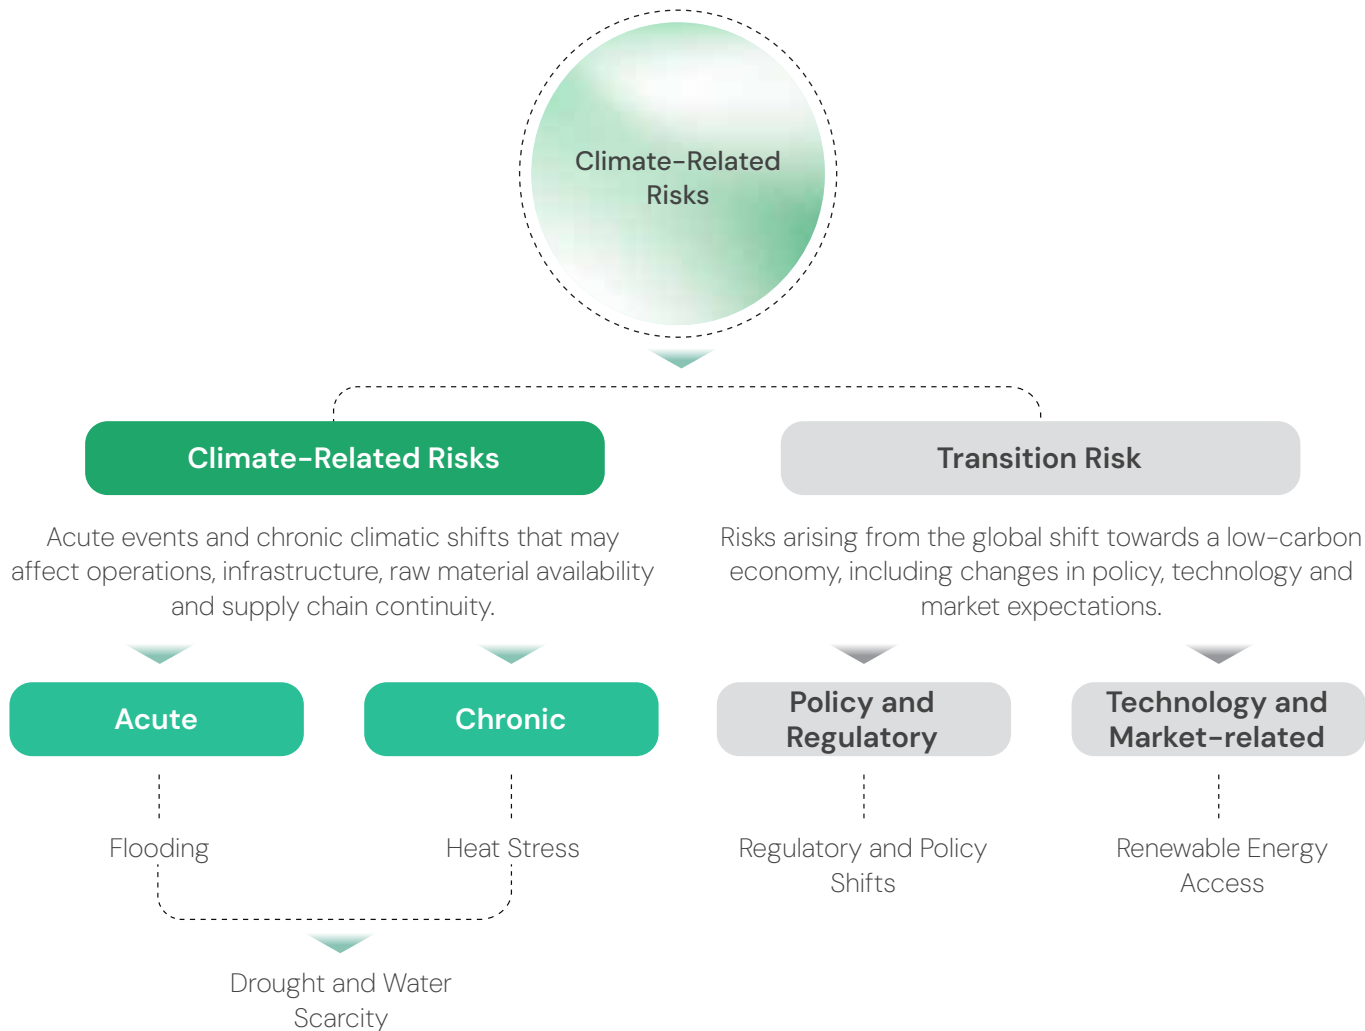 Climate-Related
Risks
Climate-Related Risks
Acute events and chronic climatic shifts that may
affect operations, infrastructure, raw material availability
and supply chain continuity.
Transition Risk
Risks arising from the global shift towards a low-carbon
economy, including changes in policy, technology and
market expectations.
Acute
Chronic
Policy and
Regulatory
Technology and
Market-related
Flooding
Heat Stress
Regulatory and Policy
Shifts
Renewable Energy
Access
Drought and Water
Scarcity